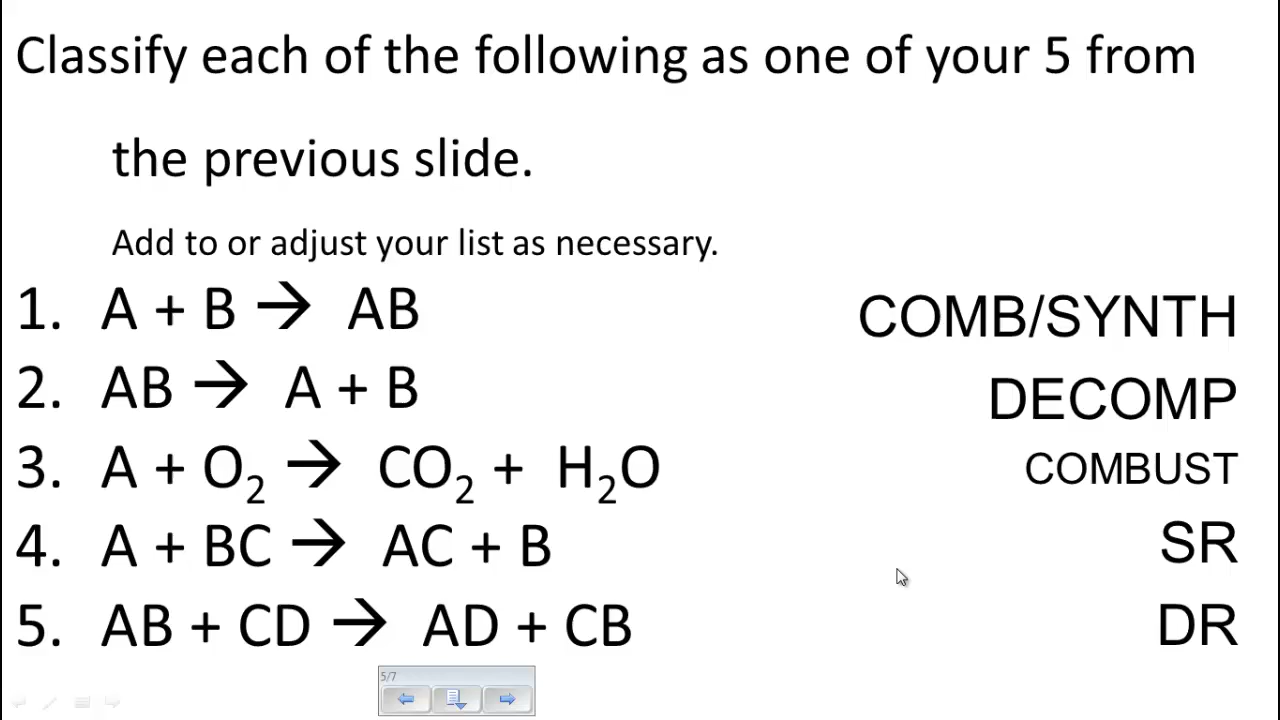 Classify each of the following as one of your 5 from
the previous slide.
Add to or adjust your list as necessary.
1. A + B → AB COMB/SYNTH
2. AB → A + B DECOMP
3. A + O₂ → CO₂ + H₂O COMBUST
4. A + BC → AC + B SR
5. AB + CD → AD + CB DR
5/7